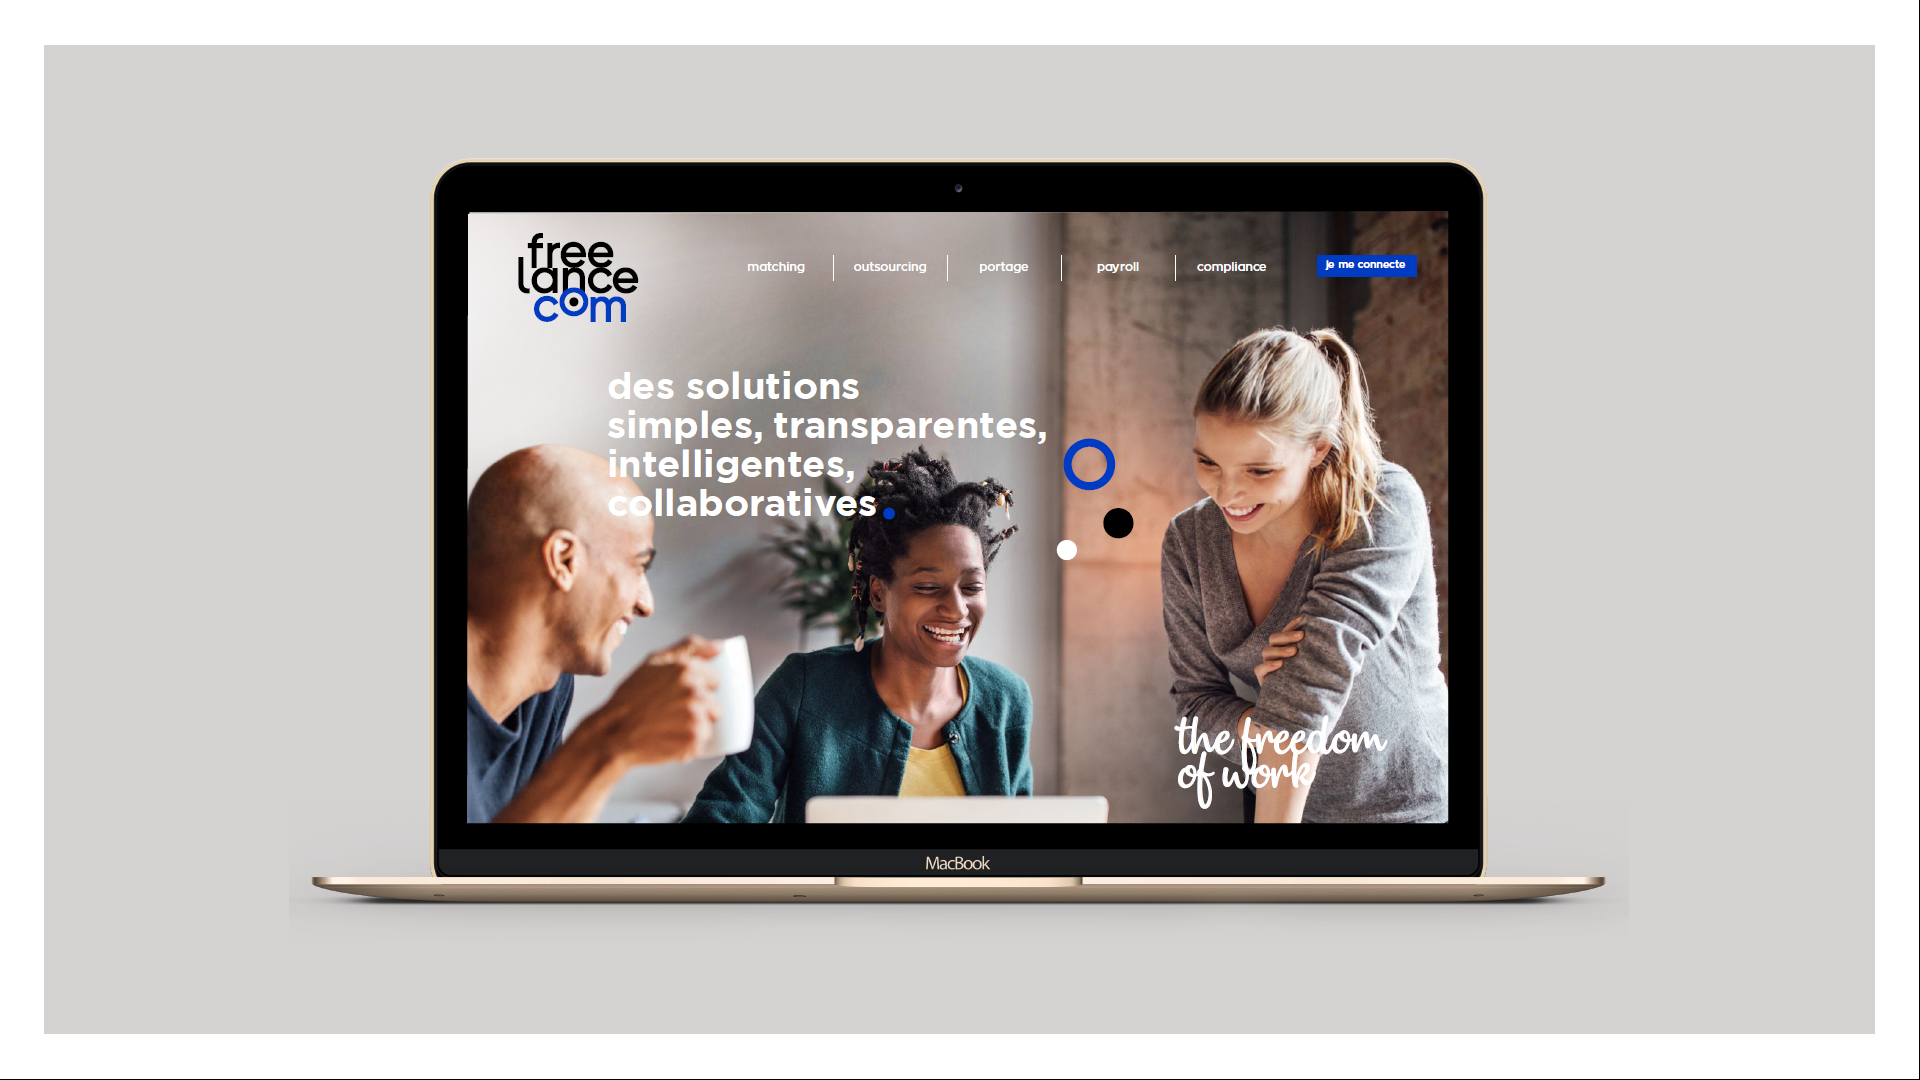 free
lance
com
matching
outsourcing
portage
payroll
compliance
je me connecte
des solutions
simples, transparentes,
intelligentes,
collaboratives.
the freedom
of work
MacBook